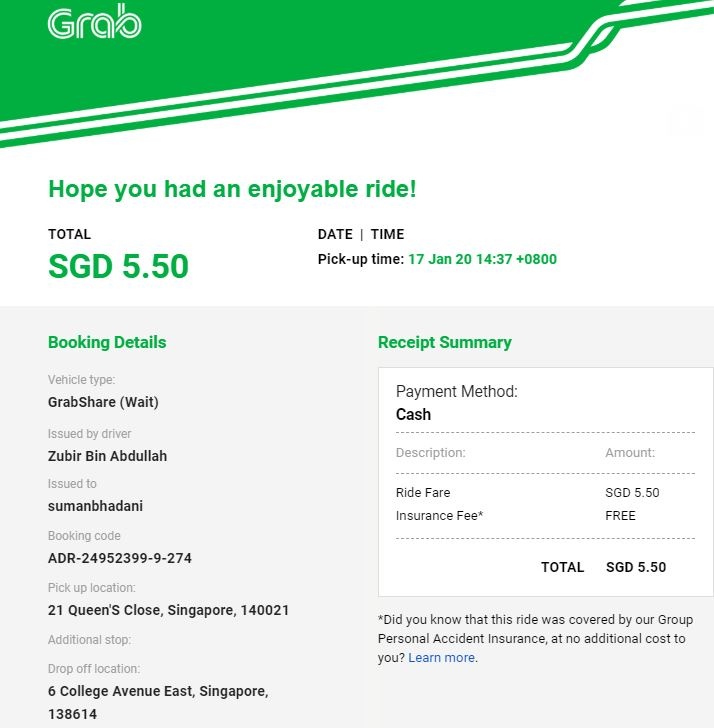 Grab
Hope you had an enjoyable ride!
TOTAL
SGD 5.50
DATE | TIME
Pick-up time: 17 Jan 20 14:37 +0800
Booking Details
Vehicle type:
GrabShare (Wait)
Issued by driver
Zubir Bin Abdullah
Issued to
sumanbhadani
Booking code
ADR-24952399-9-274
Pick up location:
21 Queen'S Close, Singapore, 140021
Additional stop:
Drop off location:
6 College Avenue East, Singapore,
138614
Receipt Summary
Payment Method:
Cash
Description: Amount:
Ride Fare SGD 5.50
Insurance Fee* FREE
TOTAL SGD 5.50
*Did you know that this ride was covered by our Group
Personal Accident Insurance, at no additional cost to
you? Learn more.